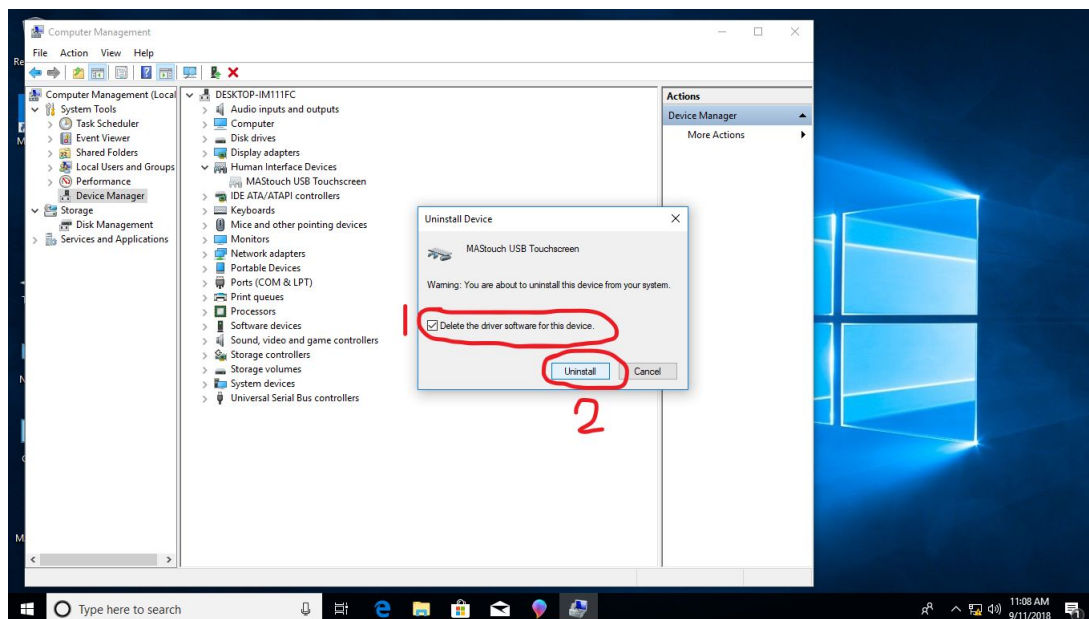 Computer Management
File Action View Help
Re
M
N
M
Computer Management (Local
System Tools
Task Scheduler
Event Viewer
Shared Folders
Local Users and Groups
Performance
Device Manager
Storage
Disk Management
Services and Applications
DESKTOP-IM111FC
Audio inputs and outputs
Computer
Disk drives
Display adapters
Human Interface Devices
MAStouch USB Touchscreen
IDE ATA/ATAPI controllers
Keyboards
Mice and other pointing devices
Monitors
Network adapters
Portable Devices
Ports (COM & LPT)
Print queues
Processors
Software devices
Sound, video and game controllers
Storage controllers
Storage volumes
System devices
Universal Serial Bus controllers
Actions
Device Manager
More Actions
Uninstall Device
MAStouch USB Touchscreen
Warning: You are about to uninstall this device from your system.
1
Delete the driver software for this device.
Uninstall Cancel
2
Type here to search
11:08 AM
9/11/2018
1